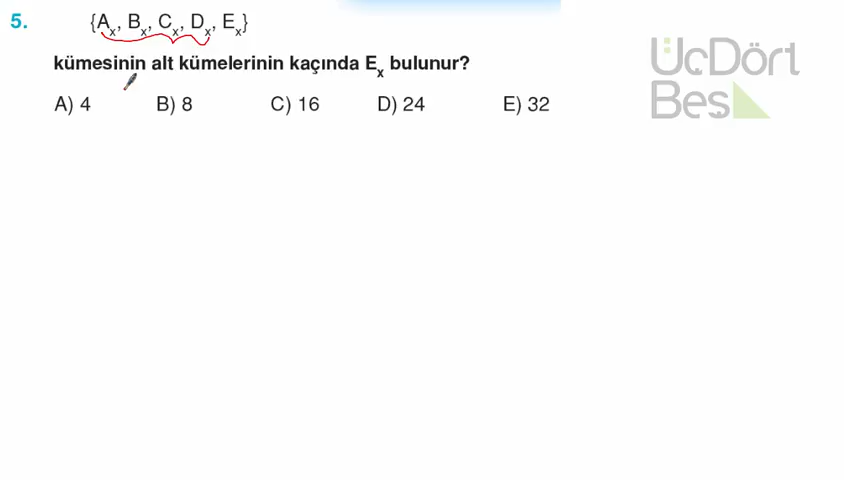 5. {Ax, Bx, Cx, Dx, Ex}
kümesinin alt kümelerinin kaçında Ex bulunur?
A) 4 B) 8 C) 16 D) 24 E) 32
ÜçDört
Beş